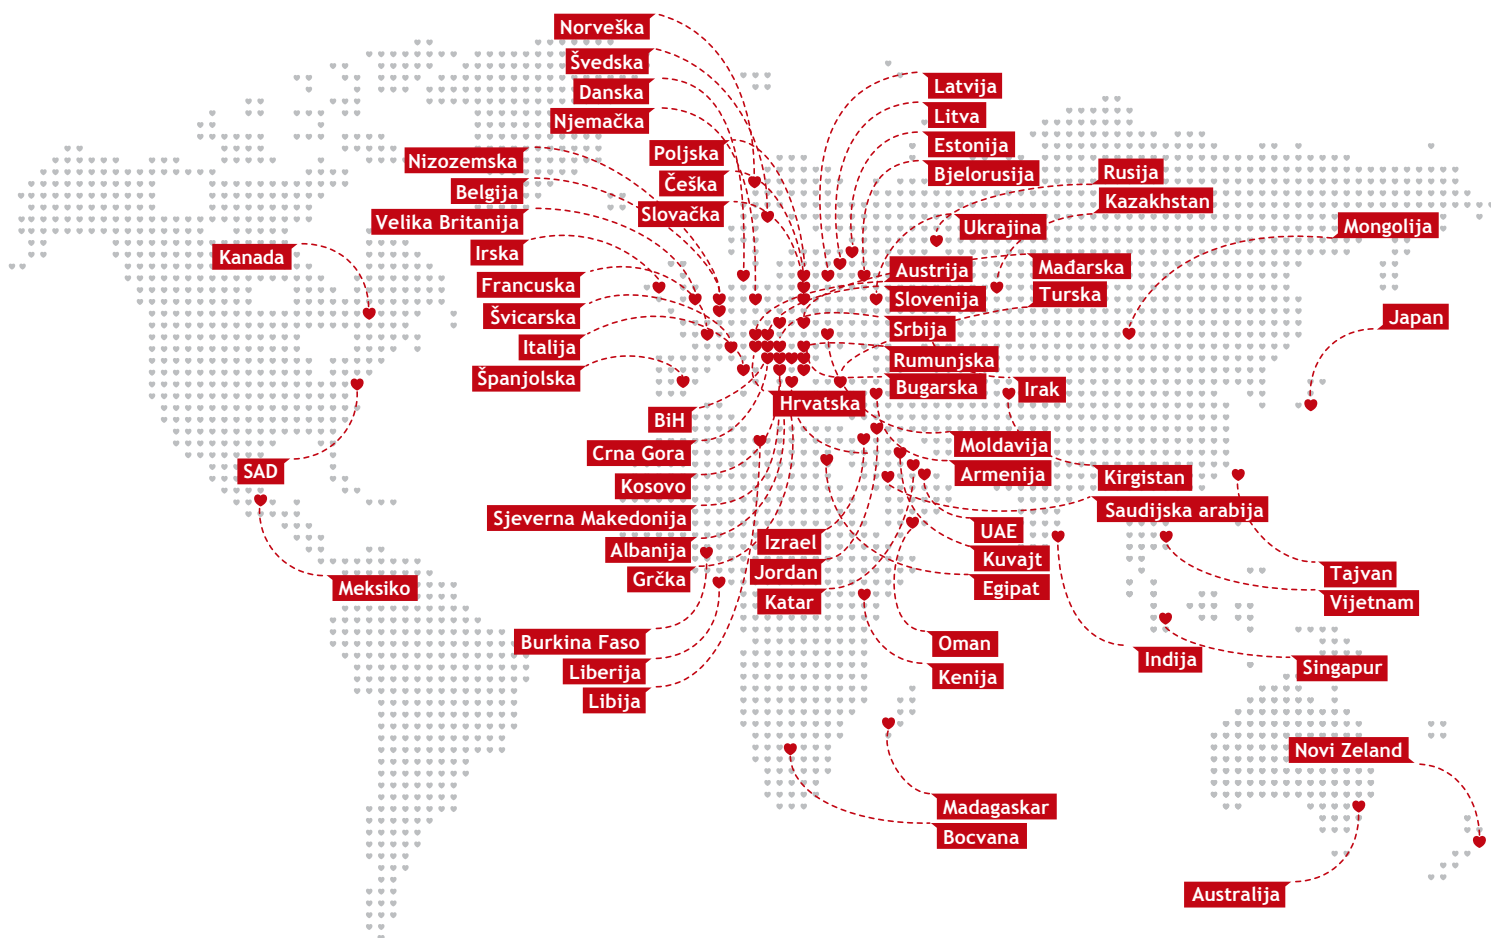 Norveška
Švedska
Danska
Njemačka
Nizozemska
Belgija
Velika Britanija
Irska
Francuska
Švicarska
Italija
Španjolska
Poljska
Češka
Slovačka
Latvija
Litva
Estonija
Bjelorusija
Rusija
Kazakhstan
Ukrajina
Mongolija
Austrija
Mađarska
Slovenija
Turska
Srbija
Rumunjska
Bugarska
Irak
Hrvatska
Japan
Kanada
SAD
Meksiko
BiH
Crna Gora
Kosovo
Sjeverna Makedonija
Albanija
Grčka
Burkina Faso
Liberija
Libija
Izrael
Jordan
Katar
Moldavija
Armenija
Kirgistan
Saudijska arabija
UAE
Kuvajt
Egipat
Oman
Kenija
Tajvan
Vijetnam
Indija
Singapur
Madagaskar
Bocvana
Novi Zeland
Australija